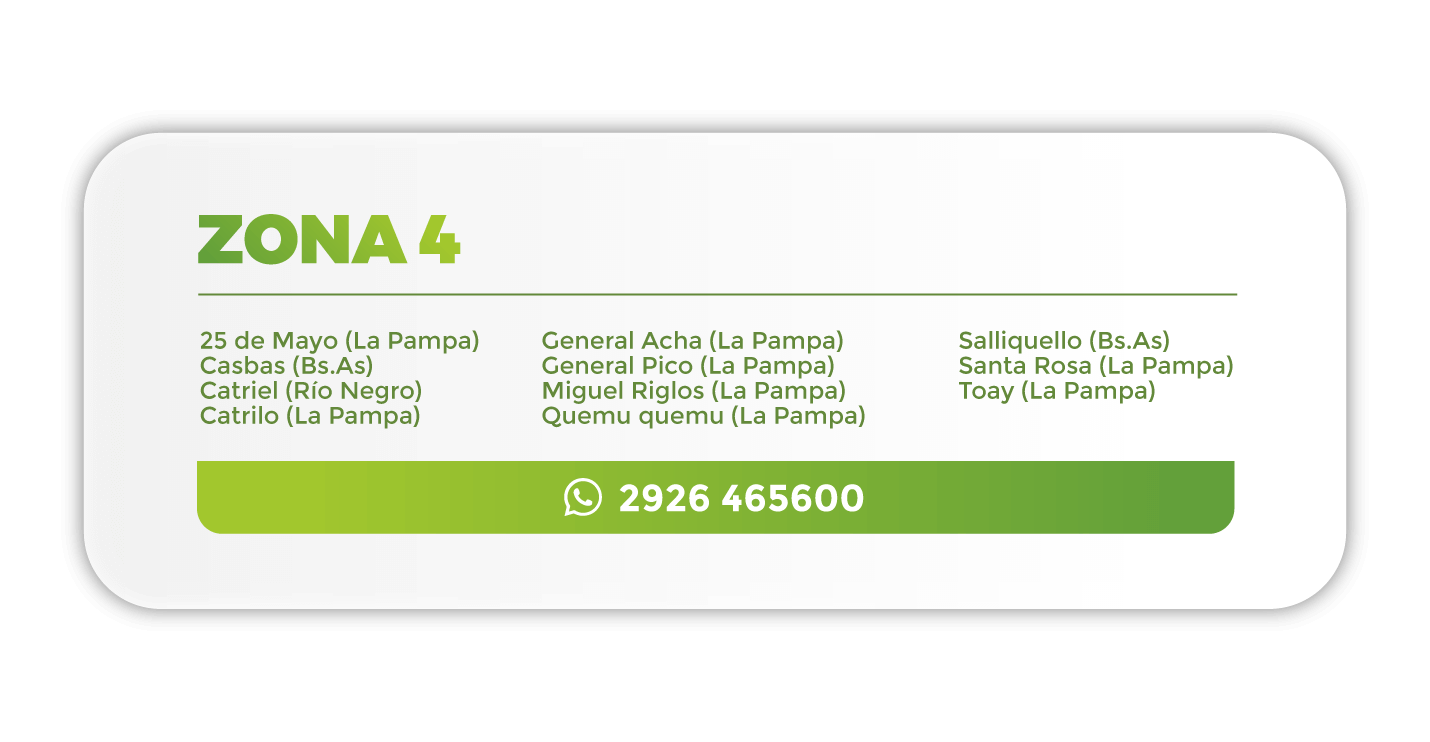 ZONA 4
25 de Mayo (La Pampa)
Casbas (Bs.As)
Catriel (Río Negro)
Catrilo (La Pampa)
General Acha (La Pampa)
General Pico (La Pampa)
Miguel Riglos (La Pampa)
Quemu quemu (La Pampa)
Salliquello (Bs.As)
Santa Rosa (La Pampa)
Toay (La Pampa)
2926 465600